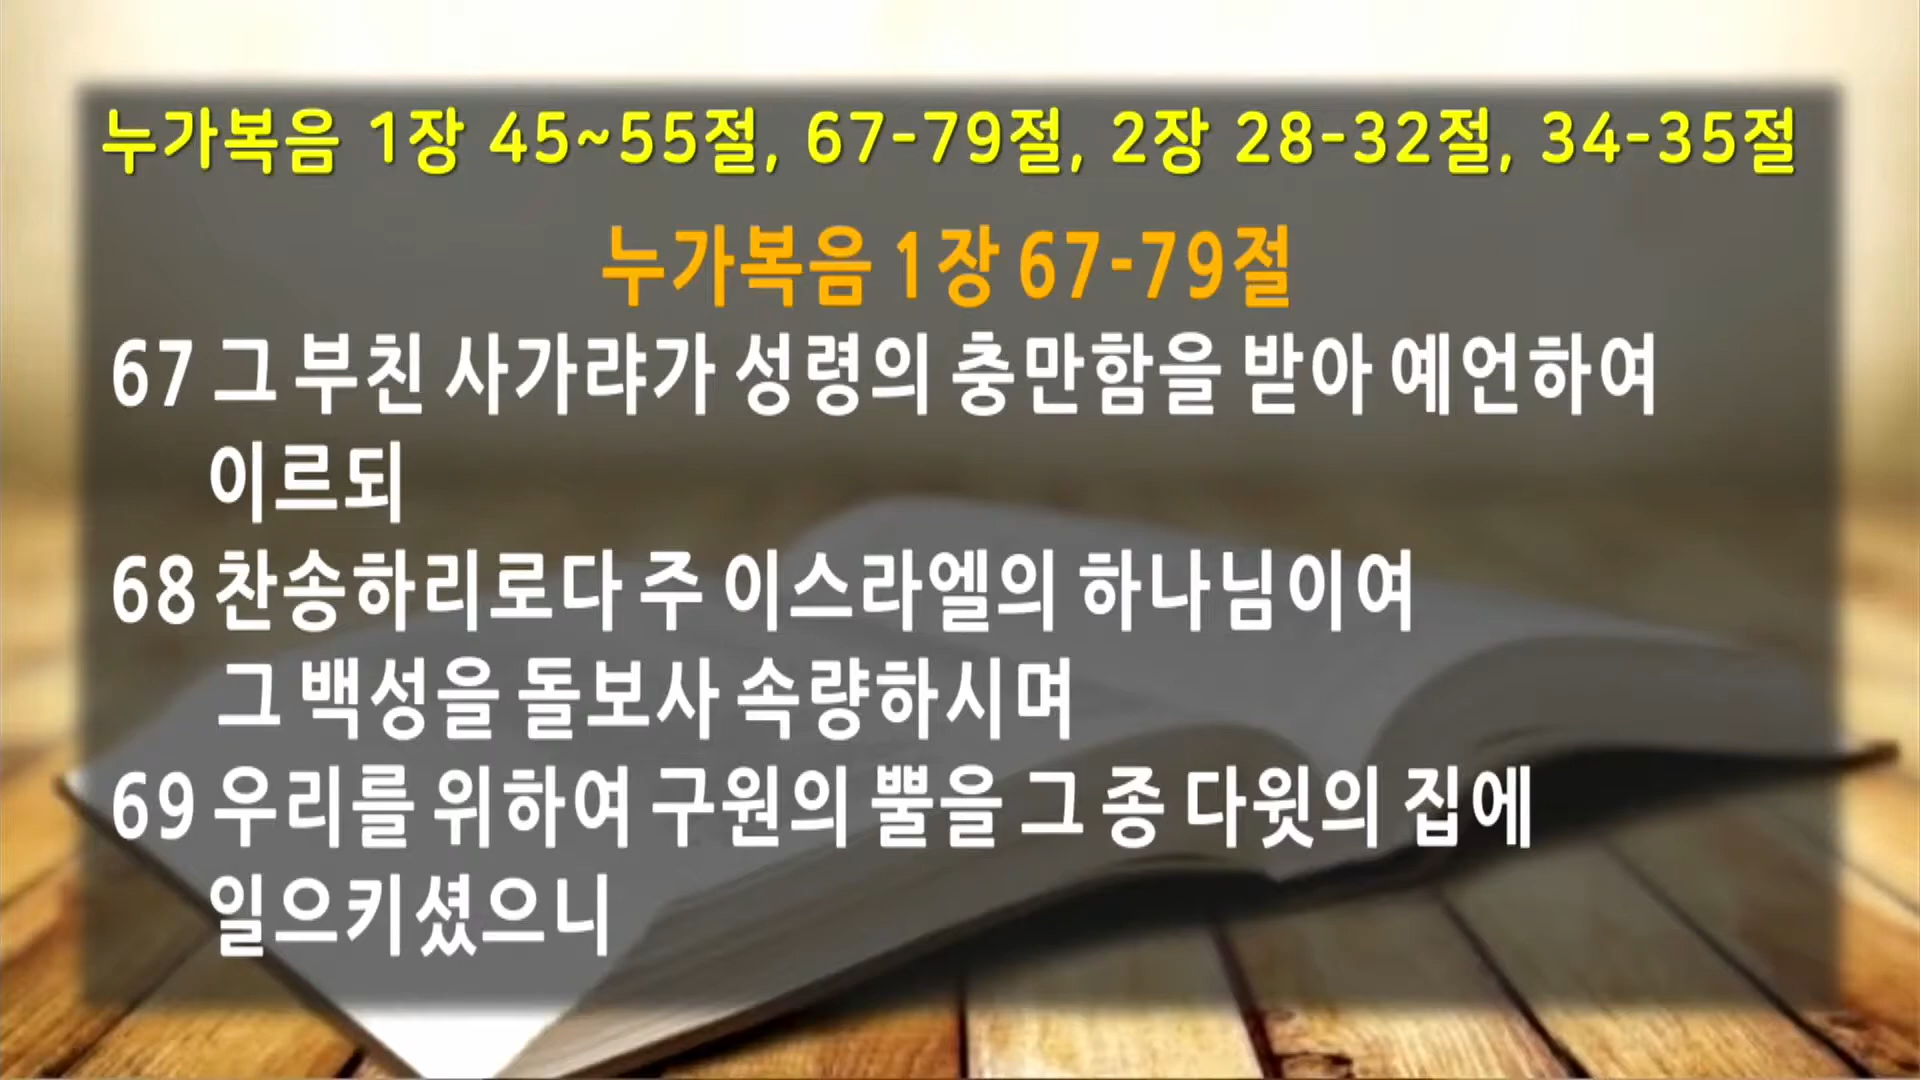 누가복음 1장 45~55절, 67-79절, 2장 28-32절, 34-35절
누가복음 1장 67-79절
67 그 부친 사가랴가 성령의 충만함을 받아 예언하여
이르되
68 찬송하리로다 주 이스라엘의 하나님이여
그 백성을 돌보사 속량하시며
69 우리를 위하여 구원의 뿔을 그 종 다윗의 집에
일으키셨으니